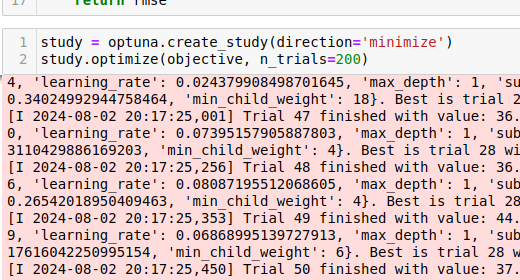 17 return rmse
1 study = optuna.create_study(direction='minimize')
2 study.optimize(objective, n_trials=200)
4, 'learning_rate': 0.024379908498701645, 'max_depth': 1, 'sub
0.34024992944758464, 'min_child_weight': 18}. Best is trial 2
[I 2024-08-02 20:17:25,001] Trial 47 finished with value: 36.
0, 'learning_rate': 0.07395157905887803, 'max_depth': 1, 'sub
3110429886169203, 'min_child_weight': 4}. Best is trial 28 wi
[I 2024-08-02 20:17:25,256] Trial 48 finished with value: 36.
6, 'learning_rate': 0.08087195512068605, 'max_depth': 1, 'sub
0.26542018950409463, 'min_child_weight': 4}. Best is trial 28
[I 2024-08-02 20:17:25,353] Trial 49 finished with value: 44.
9, 'learning_rate': 0.06868995139727913, 'max_depth': 1, 'sub
17616042250995154, 'min_child_weight': 6}. Best is trial 28 w
[I 2024-08-02 20:17:25,450] Trial 50 finished with value: 37.